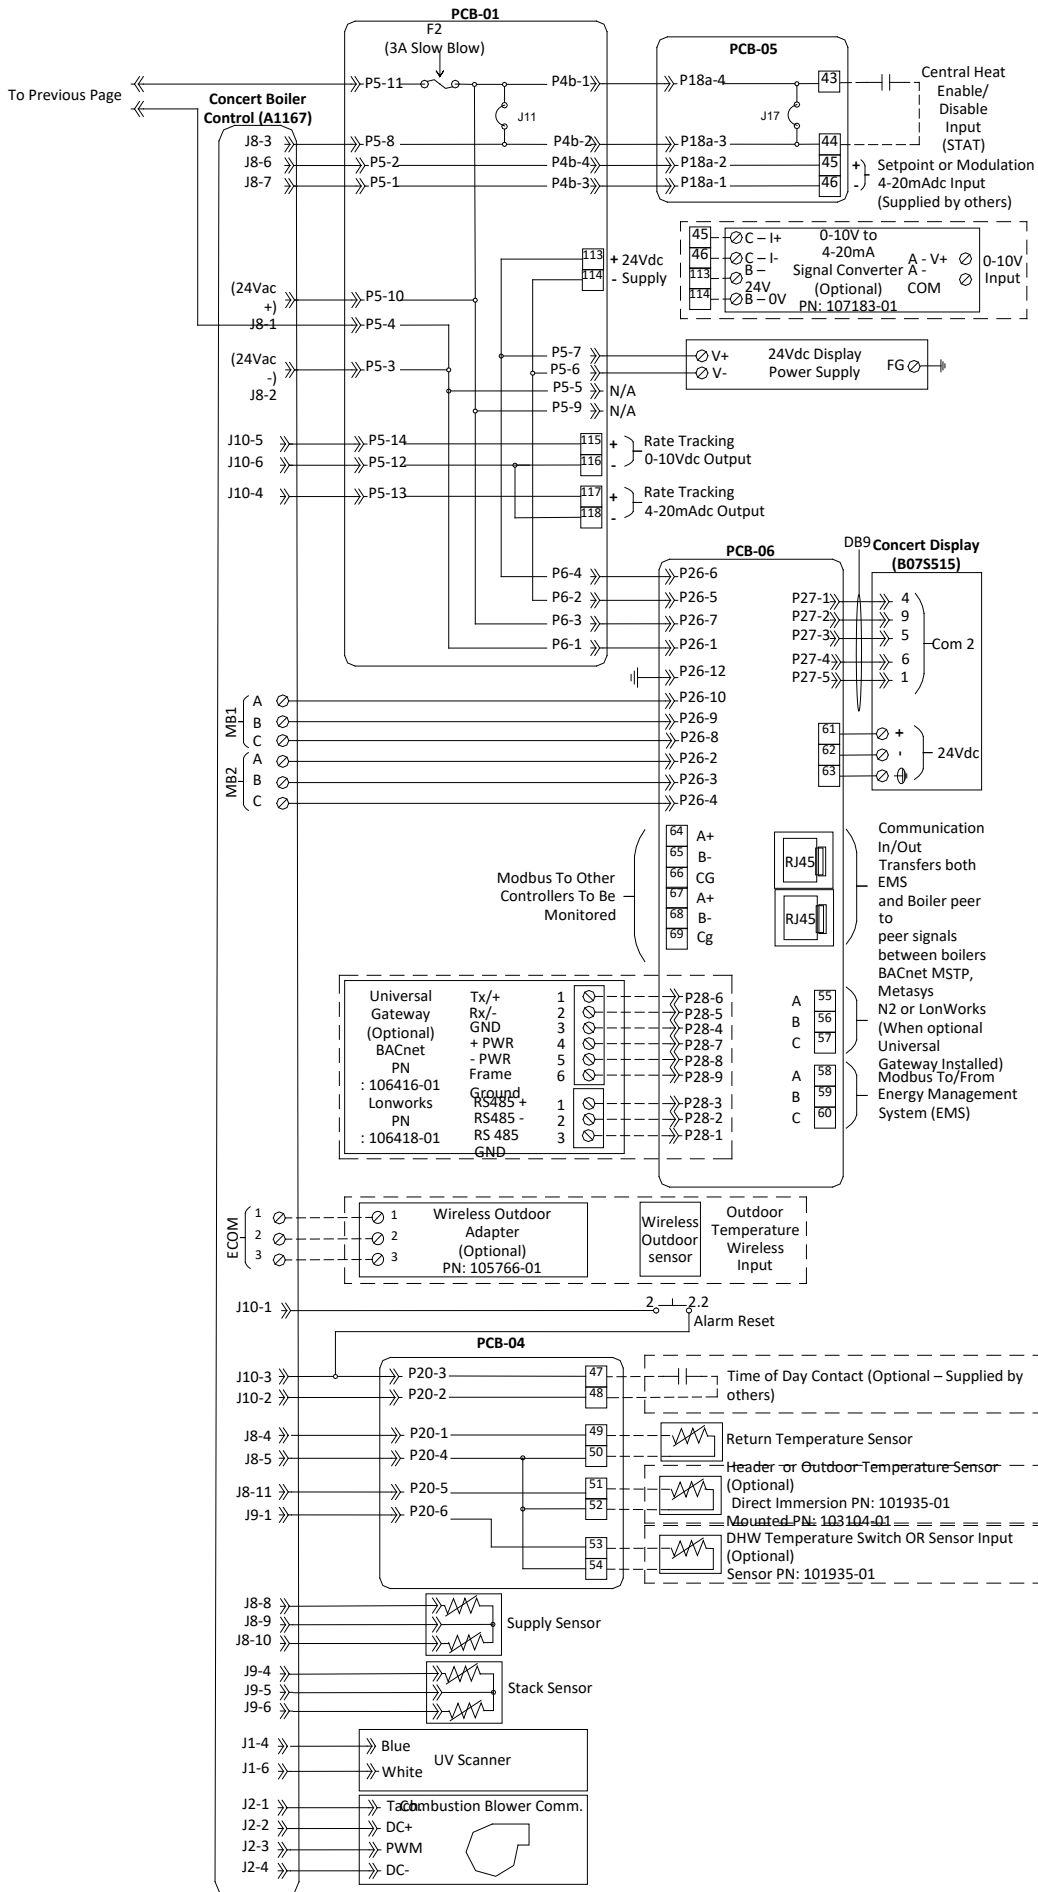 PCB-01
F2
(3A Slow Blow)
PCB-05
To Previous Page
Concert Boiler
Control (A1167)
P5-11
P4b-1
P18a-4
43
Central Heat
Enable/
Disable
Input
(STAT)
J11
J17
J8-3
P5-8
P4b-2
P18a-3
44
J8-6
P5-2
P4b-4
P18a-2
45
+
J8-7
P5-1
P4b-3
P18a-1
46
-
Setpoint or Modulation
4-20mAdc Input
(Supplied by others)
113
+ 24Vdc
114
- Supply
45
C – I+
46
C – I-
113
B –
24V
114
B – 0V
0-10V to
4-20mA
Signal Converter
(Optional)
PN: 107183-01
A - V+
A -
COM
0-10V
Input
(24Vac
+)
J8-1
P5-10
P5-4
(24Vac
-)
J8-2
P5-3
P5-7
P5-6
P5-5
N/A
P5-9
N/A
V+
V-
24Vdc Display
Power Supply
FG
J10-5
P5-14
115
+
J10-6
P5-12
116
-
Rate Tracking
0-10Vdc Output
J10-4
P5-13
117
+
118
-
Rate Tracking
4-20mAdc Output
PCB-06
DB9
Concert Display
(B07S515)
P6-4
P26-6
P6-2
P26-5
P6-3
P26-7
P6-1
P26-1
P26-12
P27-1
4
P27-2
9
P27-3
5
P27-4
6
P27-5
1
Com 2
MB1
A
P26-10
B
P26-9
C
P26-8
MB2
A
P26-2
B
P26-3
C
P26-4
61
+
62
-
63
24Vdc
Modbus To Other
Controllers To Be
Monitored
64
A+
65
B-
66
CG
67
A+
68
B-
69
Cg
RJ45
RJ45
Communication
In/Out
Transfers both
EMS
and Boiler peer
to
peer signals
between boilers
BACnet MSTP,
Metasys
N2 or LonWorks
(When optional
Universal
Gateway Installed)
A
55
B
56
C
57
A
58
B
59
C
60
Modbus To/From
Energy Management
System (EMS)
Universal
Gateway
(Optional)
BACnet
PN
: 106416-01
Lonworks
PN
: 106418-01
Tx/+
1
P28-6
Rx/-
2
P28-5
GND
3
P28-4
+ PWR
4
P28-7
- PWR
5
P28-8
Frame
Ground
6
P28-9
RS485 +
1
P28-3
RS485 -
2
P28-2
RS 485
GND
3
P28-1
ECOM
1
1
2
2
3
3
Wireless Outdoor
Adapter
(Optional)
PN: 105766-01
Wireless
Outdoor
sensor
Outdoor
Temperature
Wireless
Input
J10-1
2
2.2
Alarm Reset
PCB-04
J10-3
P20-3
47
J10-2
P20-2
48
Time of Day Contact (Optional – Supplied by
others)
J8-4
P20-1
49
J8-5
P20-4
50
Return Temperature Sensor
J8-11
P20-5
51
52
Header or Outdoor Temperature Sensor
(Optional)
Direct Immersion PN: 101935-01
Mounted PN: 103104-01
J9-1
P20-6
53
54
DHW Temperature Switch OR Sensor Input
(Optional)
Sensor PN: 101935-01
J8-8
J8-9
J8-10
Supply Sensor
J9-4
J9-5
J9-6
Stack Sensor
J1-4
Blue
J1-6
White
UV Scanner
J2-1
Tach.
Combustion Blower Comm.
J2-2
DC+
J2-3
PWM
J2-4
DC-